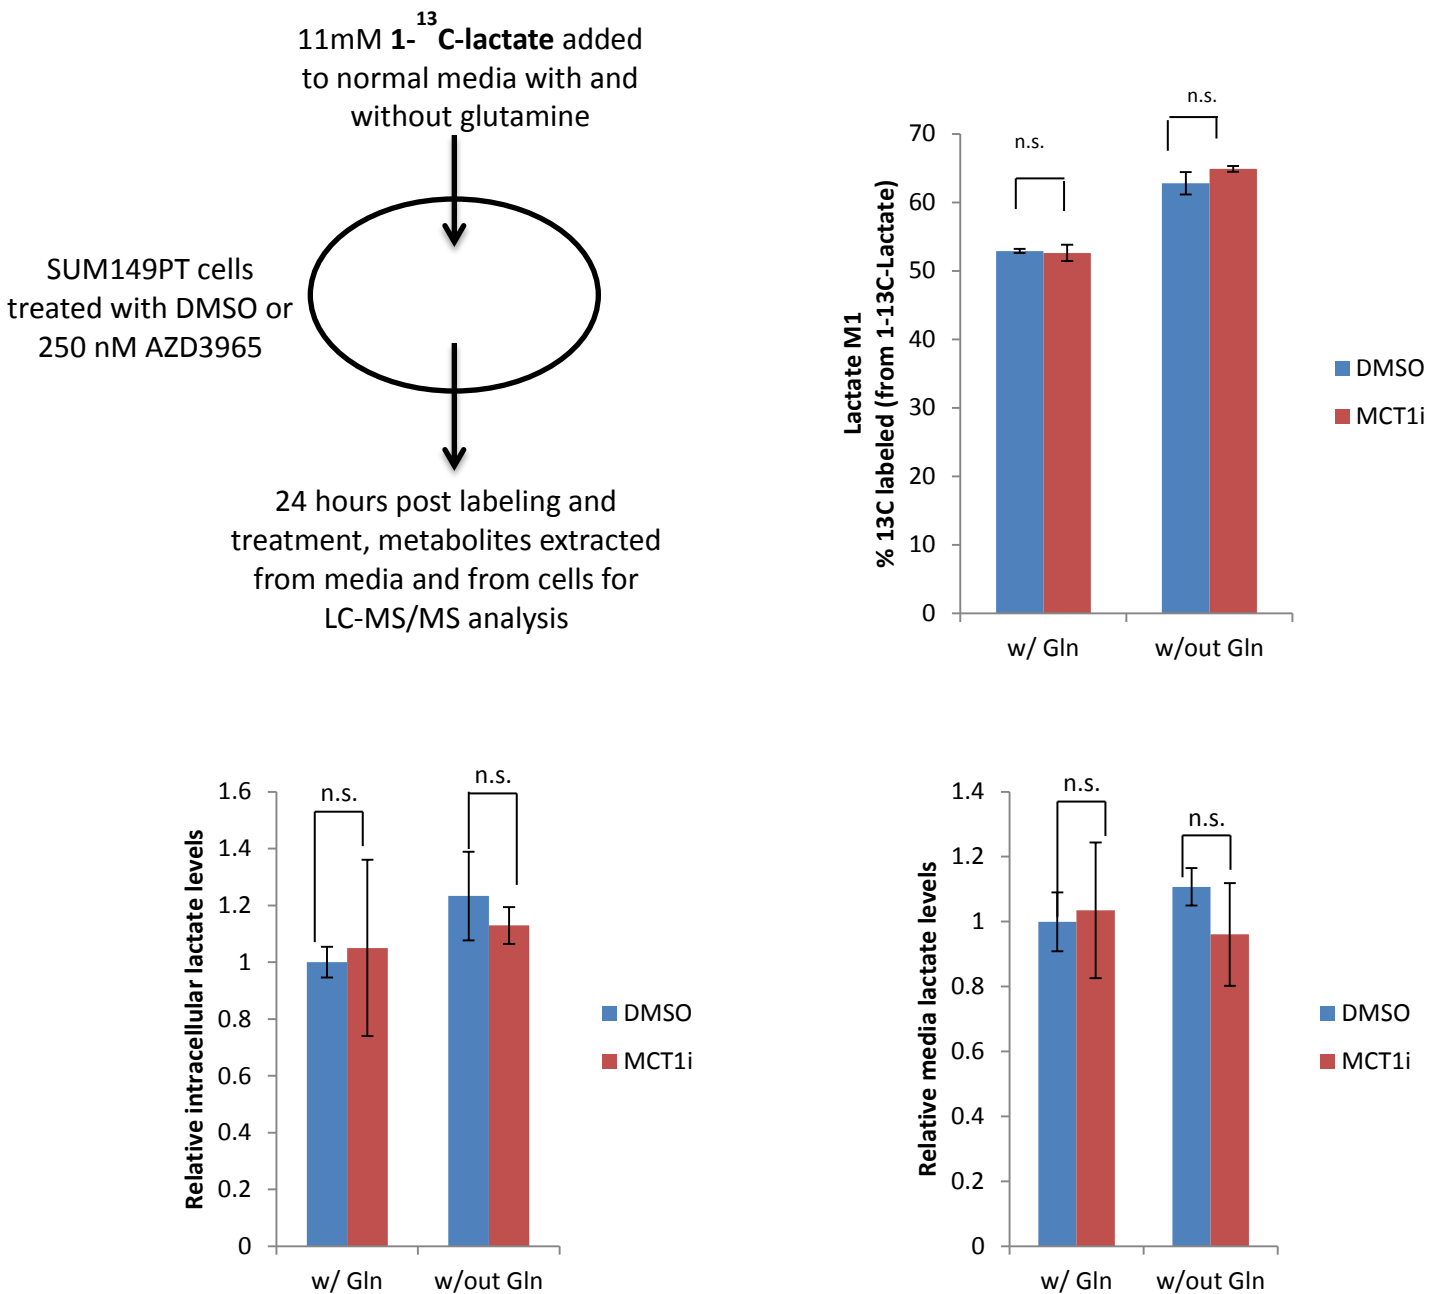 11mM 1-¹³C-lactate added
to normal media with and
without glutamine
SUM149PT cells
treated with DMSO or
250 nM AZD3965
24 hours post labeling and
treatment, metabolites extracted
from media and from cells for
LC-MS/MS analysis
Lactate M1
% 13C labeled (from 1-13C-Lactate)
70
60
50
40
30
20
10
0
n.s.
n.s.
w/ Gln
w/out Gln
DMSO
MCT1i
Relative intracellular lactate levels
1.6
1.4
1.2
1
0.8
0.6
0.4
0.2
0
n.s.
n.s.
w/ Gln
w/out Gln
DMSO
MCT1i
Relative media lactate levels
1.4
1.2
1
0.8
0.6
0.4
0.2
0
n.s.
n.s.
w/ Gln
w/out Gln
DMSO
MCT1i